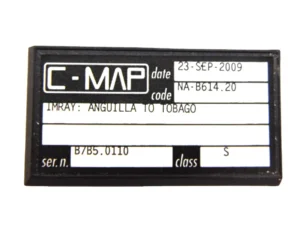 C-MAP date 23-SEP-2009
code NA-B614.20
IMRAY: ANGUILLA TO TOBAGO
ser.n. B7B5.0110 class S